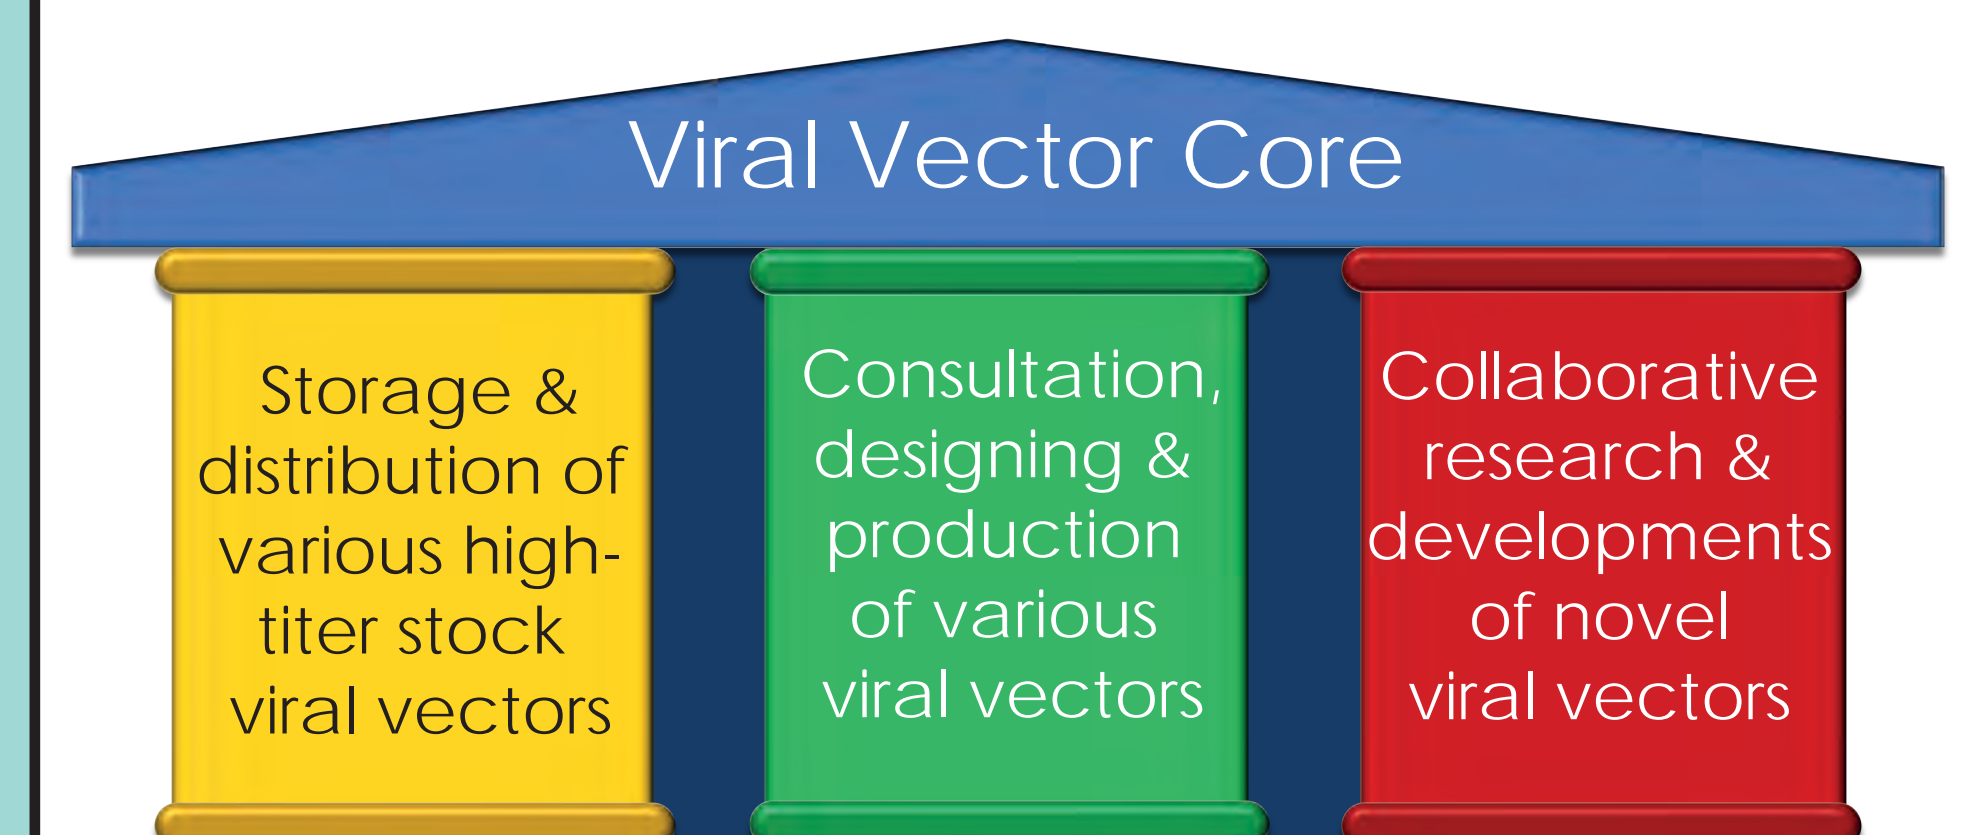 Viral Vector Core
Storage &
distribution of
various high-
titer stock
viral vectors
Consultation,
designing &
production
of various
viral vectors
Collaborative
research &
developments
of novel
viral vectors